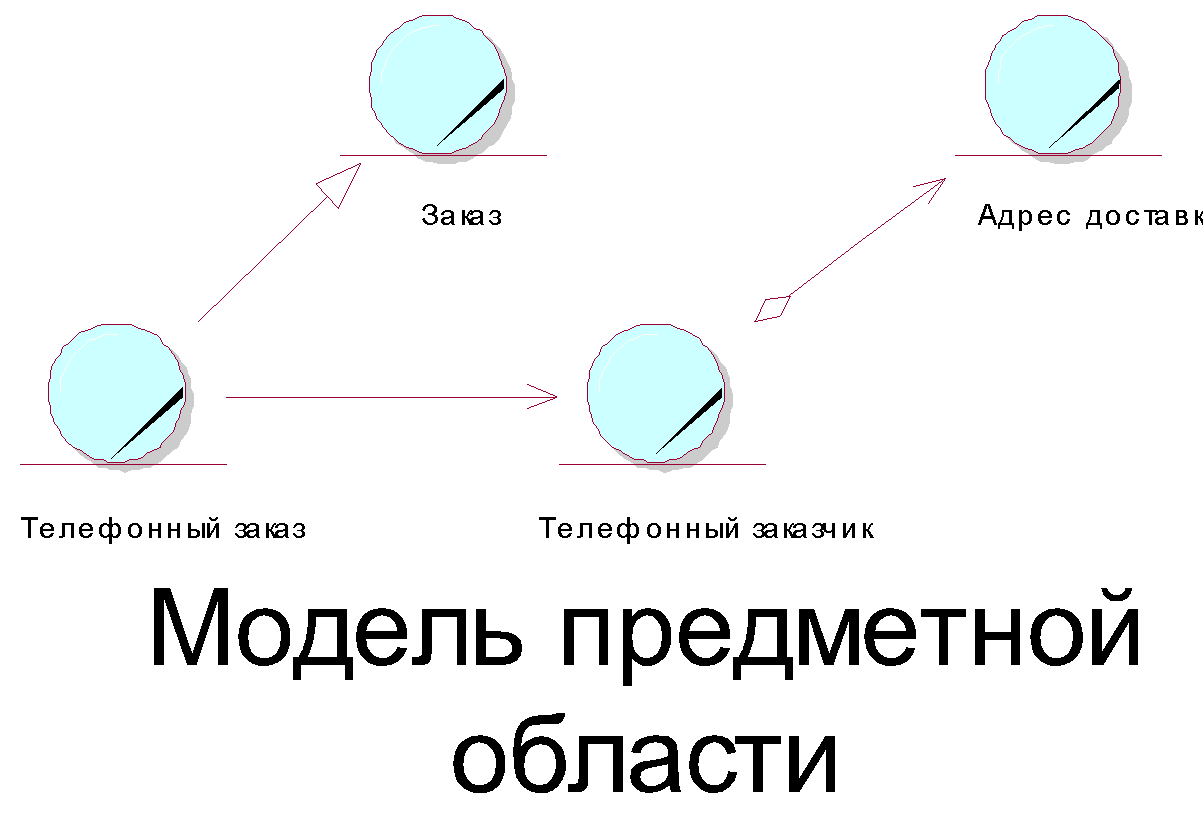 Заказ
Адрес доставк
Телефонный заказ
Телефонный заказчик
Модель предметной
области